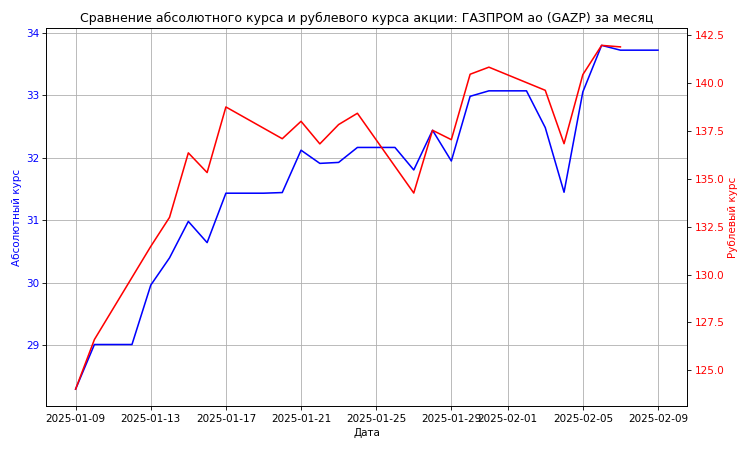 Сравнение абсолютного курса и рублевого курса акции: ГАЗПРОМ ао (GAZP) за месяц
34
33
32
31
30
29
Абсолютный курс
142.5
140.0
137.5
135.0
132.5
130.0
127.5
125.0
Рублевый курс
2025-01-09 2025-01-13 2025-01-17 2025-01-21 2025-01-25 2025-01-29 2025-02-01 2025-02-05 2025-02-09
Дата